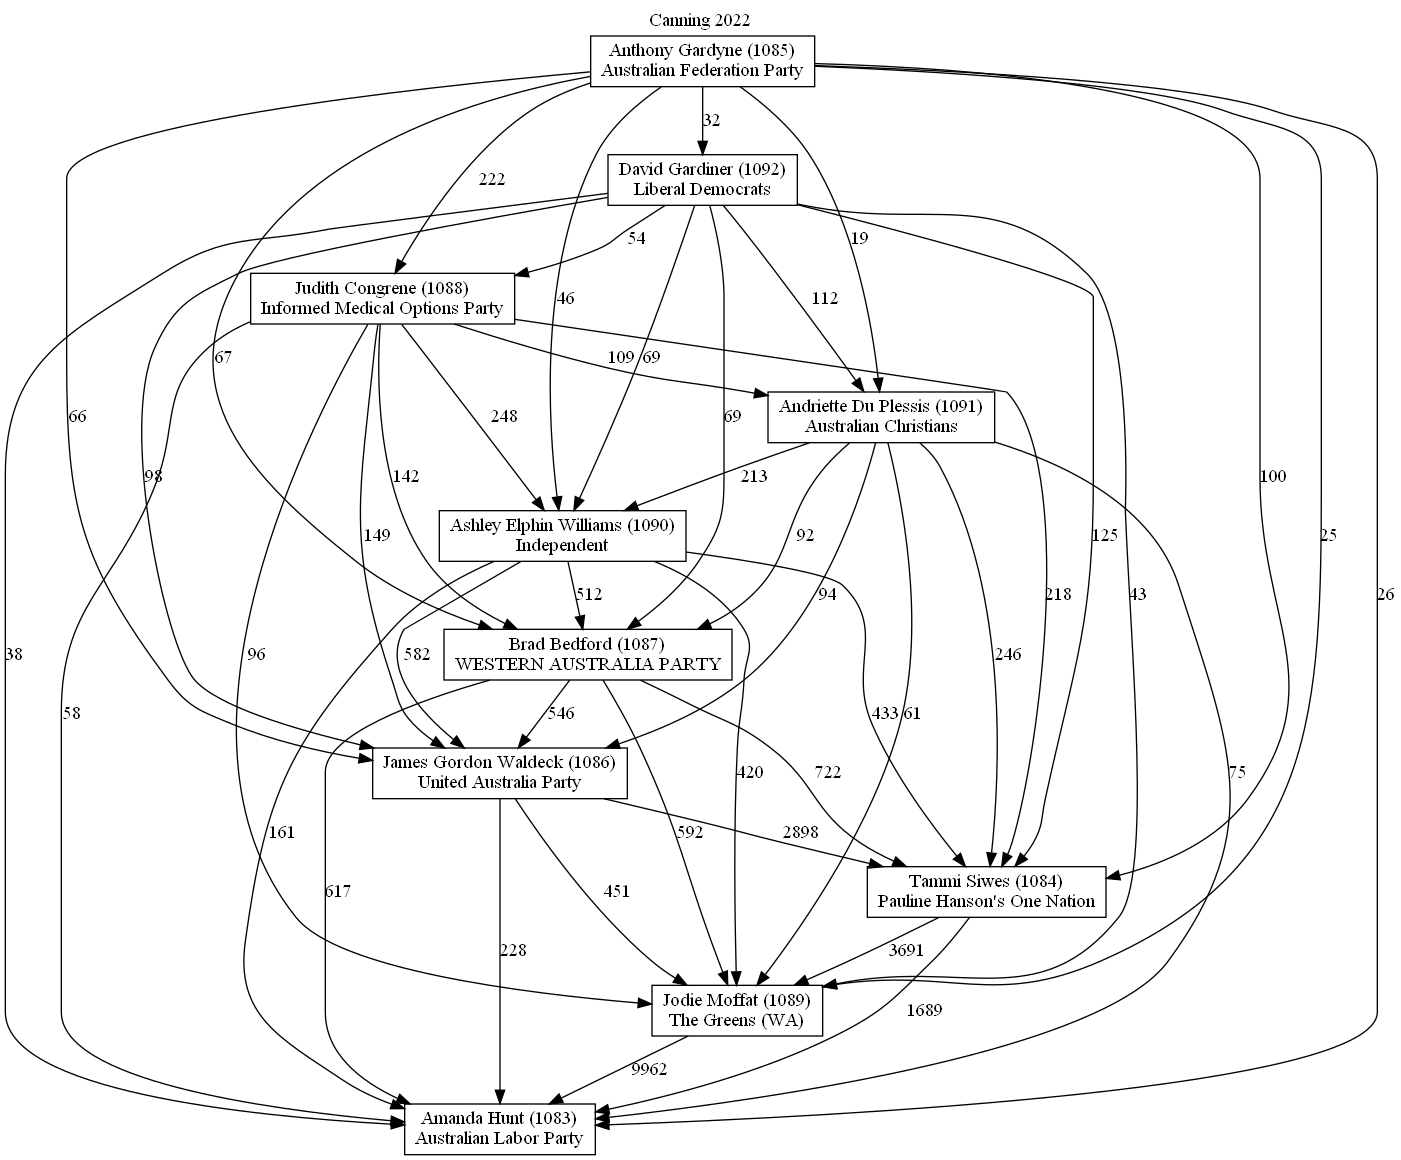 Canning 2022
Anthony Gardyne (1085)
Australian Federation Party
32
David Gardiner (1092)
Liberal Democrats
222
54
19
Judith Congrene (1088)
Informed Medical Options Party
46
112
67
109
69
Andriette Du Plessis (1091)
Australian Christians
66
248
69
98
142
213
100
Ashley Elphin Williams (1090)
Independent
149
92
125
25
512
94
218
43
26
Brad Bedford (1087)
WESTERN AUSTRALIA PARTY
38
96
582
246
58
546
433
61
James Gordon Waldeck (1086)
United Australia Party
420
722
75
161
592
2898
Tammi Siwes (1084)
Pauline Hanson's One Nation
617
451
228
3691
Jodie Moffat (1089)
The Greens (WA)
1689
9962
Amanda Hunt (1083)
Australian Labor Party